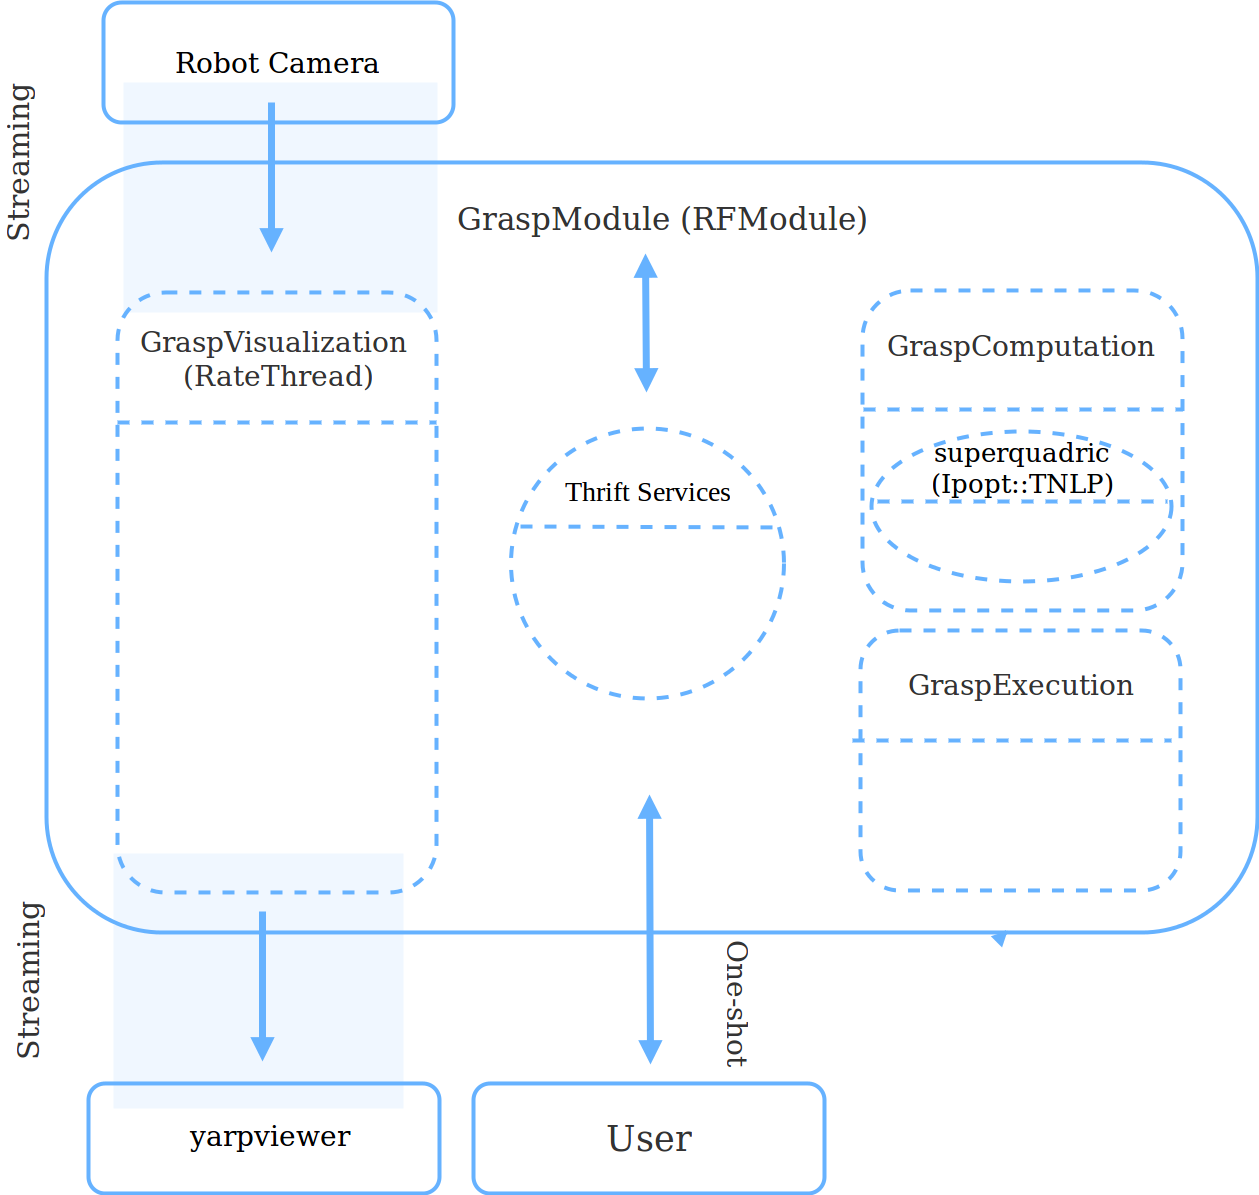 Robot Camera
Streaming
GraspModule (RFModule)
GraspVisualization
(RateThread)
GraspComputation
superquadric
(Ipopt::TNLP)
Thrift Services
GraspExecution
Streaming
One-shot
yarpviewer
User